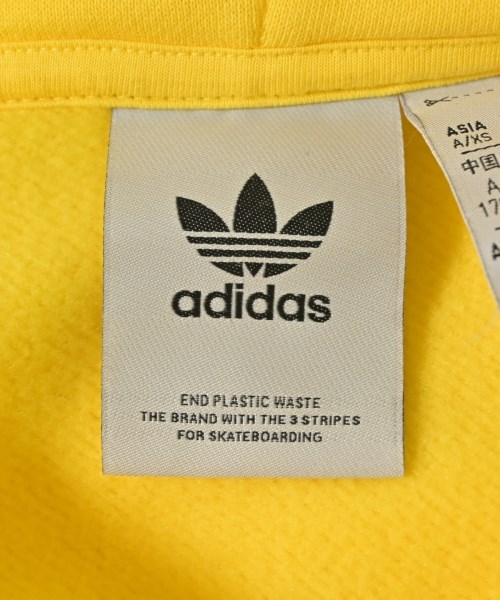 adidas
END PLASTIC WASTE
THE BRAND WITH THE 3 STRIPES
FOR SKATEBOARDING
ASIA
A/XS
中国